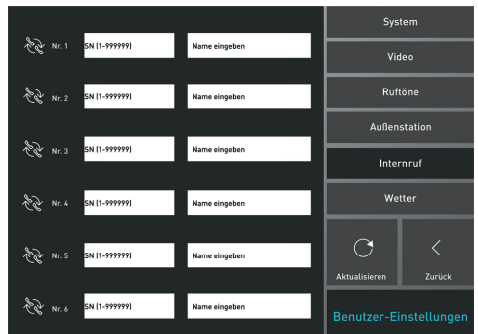 Nr. 1 SN (1-999999) Name eingeben
Nr. 2 SN (1-999999) Name eingeben
Nr. 3 SN (1-999999) Name eingeben
Nr. 4 SN (1-999999) Name eingeben
Nr. 5 SN (1-999999) Name eingeben
Nr. 6 SN (1-999999) Name eingeben
System
Video
Ruftöne
Außenstation
Internruf
Wetter
Aktualisieren Zurück
Benutzer-Einstellungen